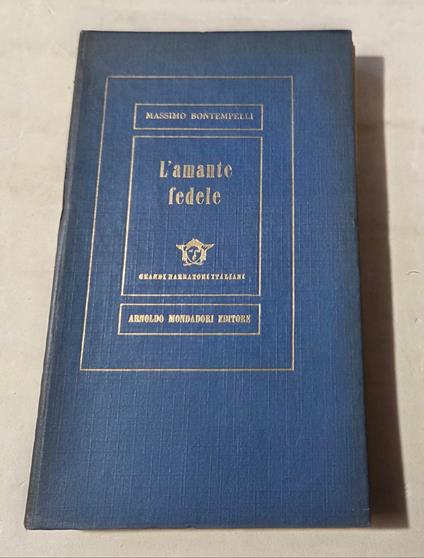 MASSIMO BONTEMPELLI
L'amante
fedele
GRANDI NARRATORI ITALIANI
ARNOLDO MONDADORI EDITORE